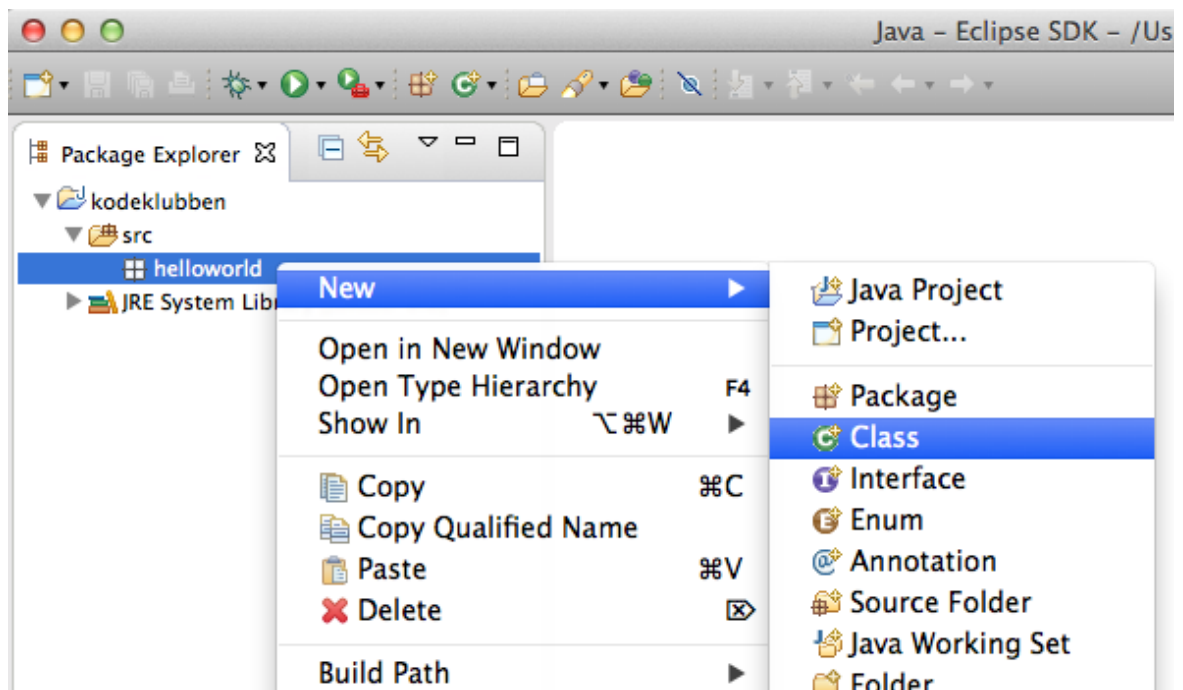 Java – Eclipse SDK – /Us
Package Explorer
kodeklubben
src
helloworld
JRE System Libr
New
Open in New Window
Open Type Hierarchy F4
Show In ⌥⌘W
Copy ⌘C
Copy Qualified Name
Paste ⌘V
Delete ⌦
Build Path
Java Project
Project...
Package
Class
Interface
Enum
Annotation
Source Folder
Java Working Set
Folder